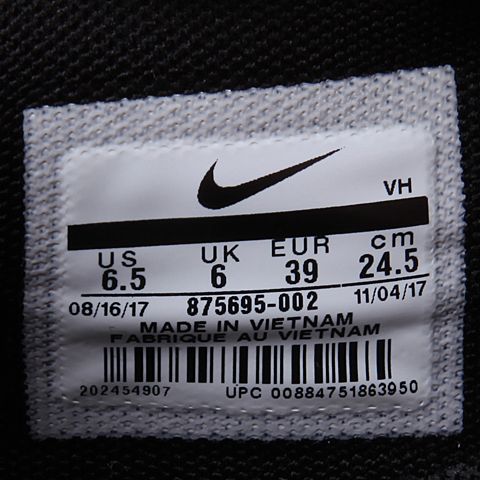 VH
US UK EUR cm
6.5 6 39 24.5
08/16/17 875695-002 11/04/17
MADE IN VIETNAM
FABRIQUE AU VIETNAM
202454907 UPC 00884751863950